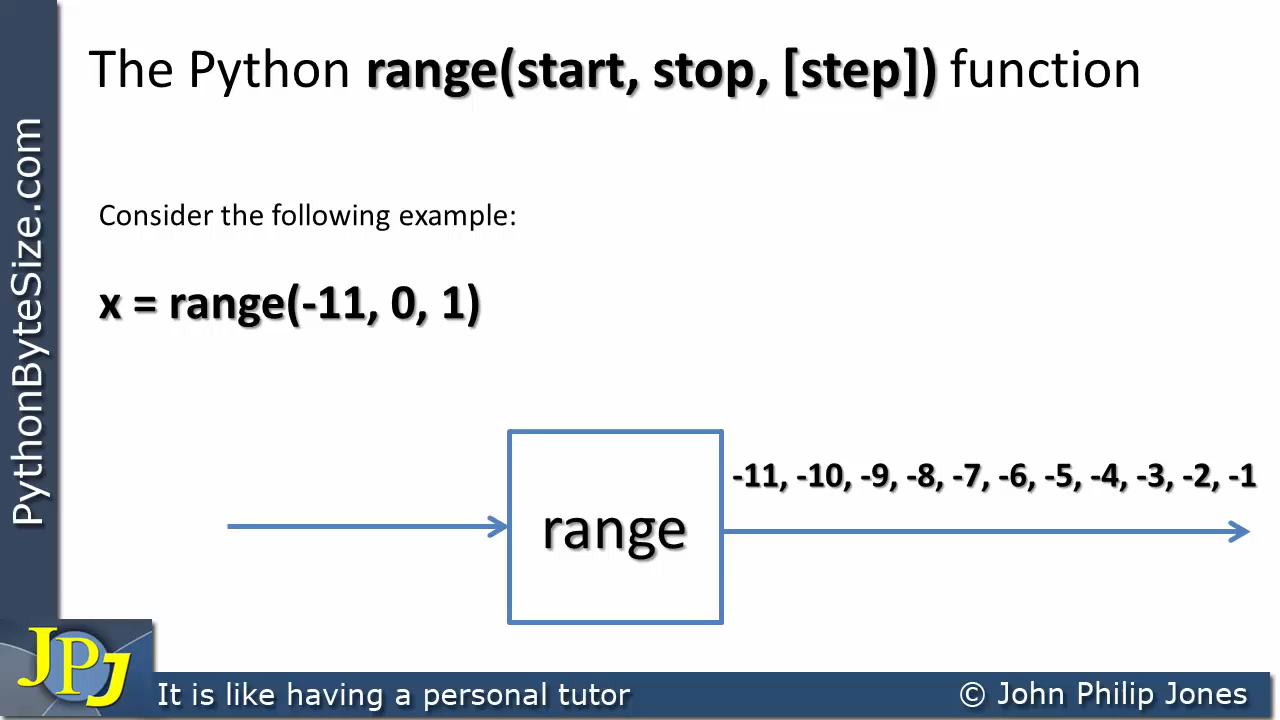 The Python range(start, stop, [step]) function
PythonByteSize.com
Consider the following example:
x = range(-11, 0, 1)
-11, -10, -9, -8, -7, -6, -5, -4, -3, -2, -1
range
JPJ
It is like having a personal tutor
© John Philip Jones